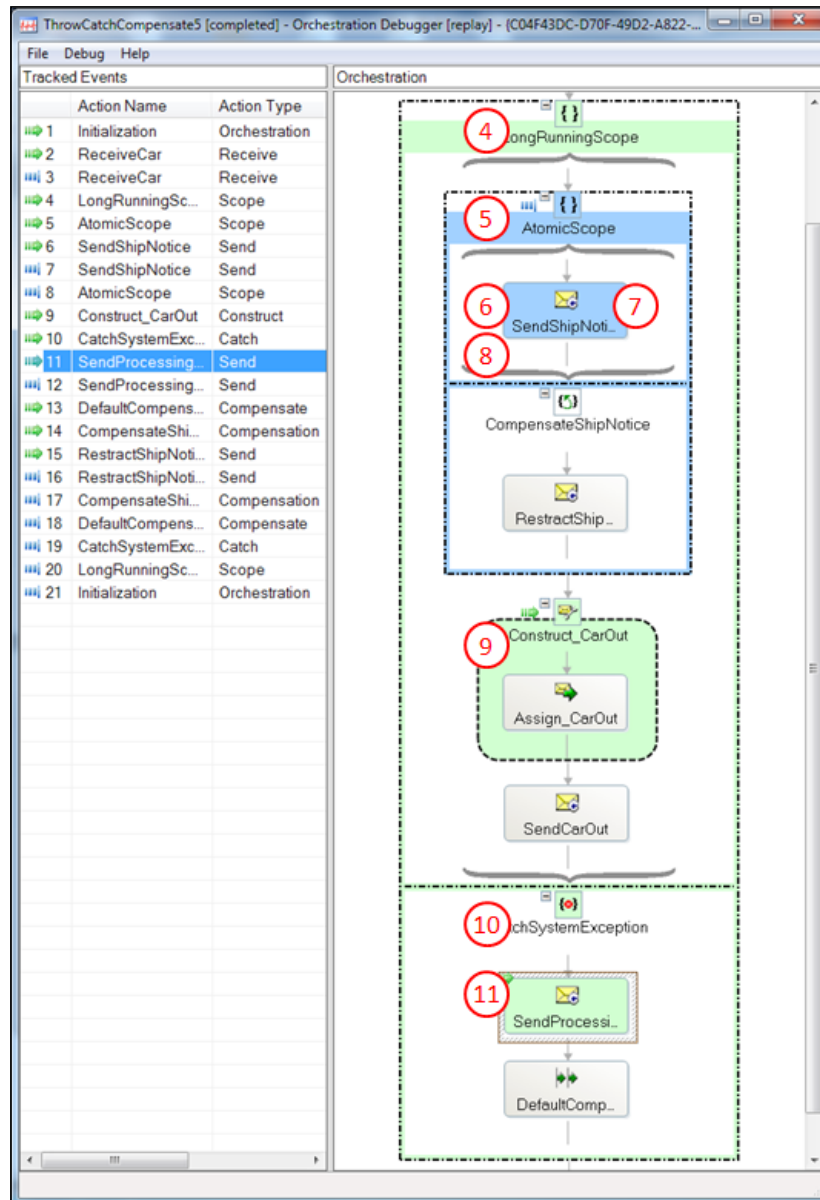 ThrowCatchCompensate5 [completed] - Orchestration Debugger [replay] - (C04F43DC-D70F-49D2-A822-...
File Debug Help
Tracked Events
Orchestration
Action Name Action Type
1 Initialization Orchestration
2 ReceiveCar Receive
3 ReceiveCar Receive
4 LongRunningSc... Scope
5 AtomicScope Scope
6 SendShipNotice Send
7 SendShipNotice Send
8 AtomicScope Scope
9 Construct_CarOut Construct
10 CatchSystemExc... Catch
11 SendProcessing... Send
12 SendProcessing... Send
13 DefaultCompens... Compensate
14 CompensateShi... Compensation
15 RestractShipNoti... Send
16 RestractShipNoti... Send
17 CompensateShi... Compensation
18 DefaultCompens... Compensate
19 CatchSystemExc... Catch
20 LongRunningSc... Scope
21 Initialization Orchestration
4 ongRunningScope
5 AtomicScope
6 7
SendShipNoti...
8
CompensateShipNotice
RestractShip...
Construct_CarOut
9
Assign_CarOut
SendCarOut
10 chSystemException
11
SendProcessi...
DefaultComp...